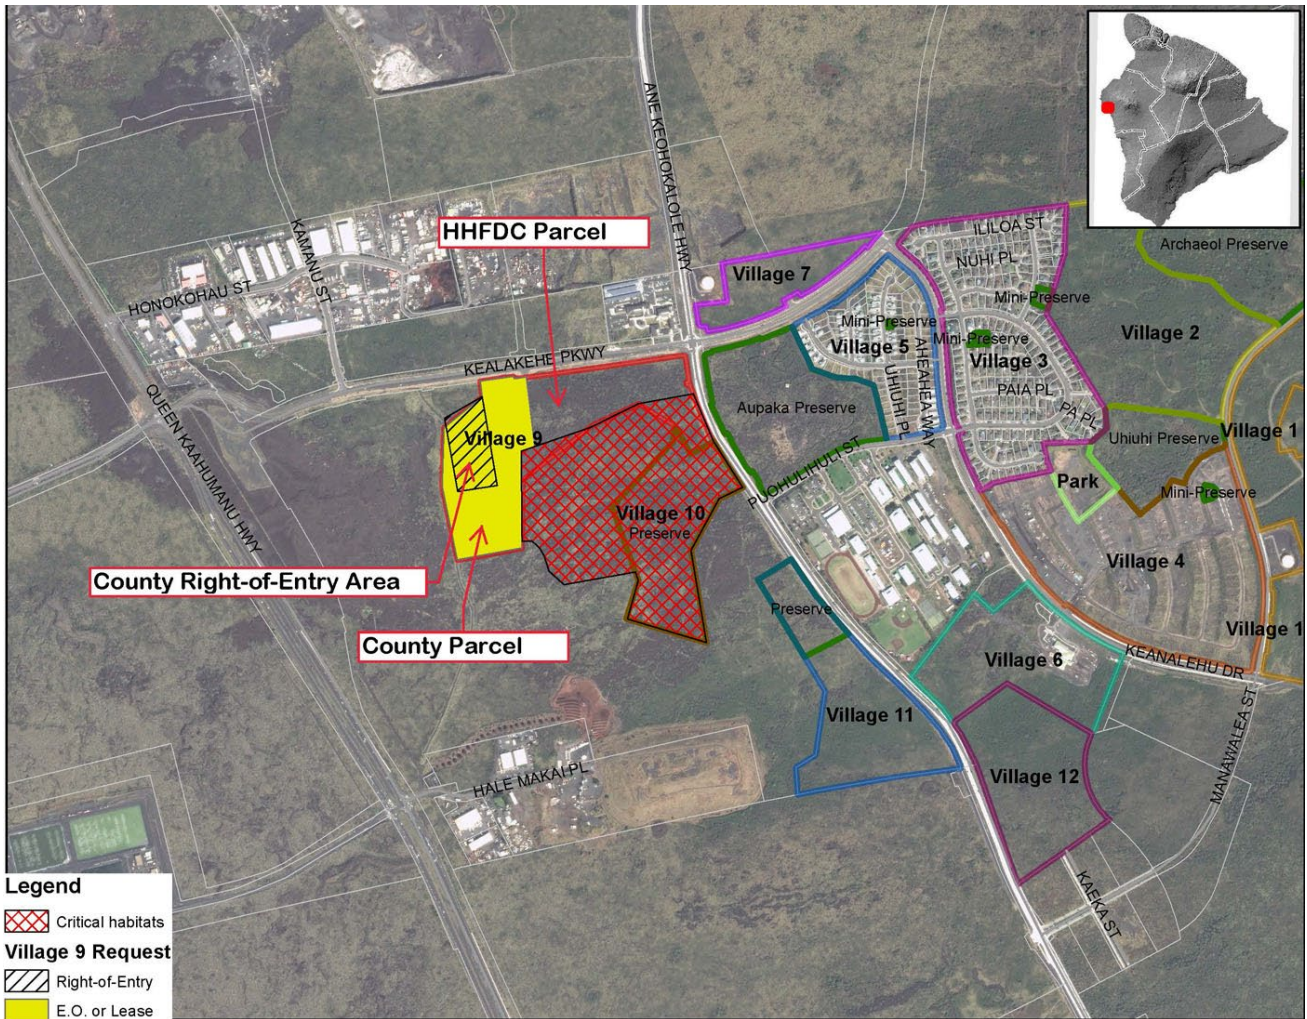 ANE KEOHOKALOLE HWY
HHFDC Parcel
KAMANU ST
HONOKOHAU ST
ILILOA ST
NUHI PL
Archaeol Preserve
Village 7
Mini-Preserve
Mini-Preserve
Mini-Preserve
Village 2
Village 5
Village 3
AHEAHEA WAY
UHIUHI PL
KEALAKEHE PKWY
PAIA PL
PA PL
QUEEN KAAHUMANU HWY
Aupaka Preserve
Village 9
Uhiuhi Preserve
Village 1
PUOHULIHULI ST
Park
Mini-Preserve
Village 10
Preserve
Village 4
County Right-of-Entry Area
Preserve
County Parcel
Village 1
Village 6
KEANALEHU DR
Village 11
MANAWALEA ST
HALE MAKAI PL
Village 12
KAEKA ST
Legend
Critical habitats
Village 9 Request
Right-of-Entry
E.O. or Lease